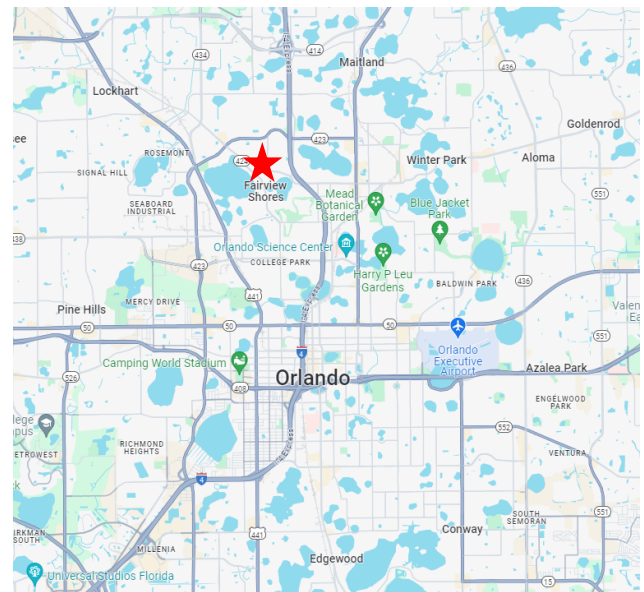 434
414
Maitland
436
Lockhart
Goldenrod
423
ee
ROSEMONT
Aloma
Winter Park
SIGNAL HILL
Fairview
Shores
Mead
Botanical
Garden
551
Blue Jacket
Park
SEABOARD
INDUSTRIAL
438
Orlando Science Center
COLLEGE PARK
423
Harry P Leu
Gardens
BALDWIN PARK
436
441
MERCY DRIVE
Pine Hills
50
50
50
Orlando
Executive
Airport
551
4
Camping World Stadium
Orlando
Azalea Park
526
408
ENGELWOOD
PARK
552
RICHMOND
HEIGHTS
VENTURA
4
SOUTH
SEMORAN
551
441
Conway
MILLENIA
Edgewood
Universal Studios Florida
15